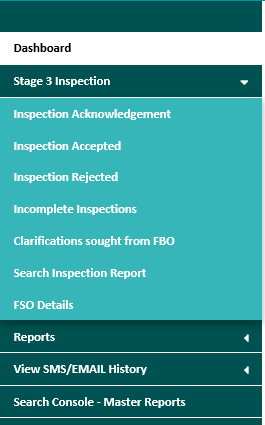 Dashboard
Stage 3 Inspection
Inspection Acknowledgement
Inspection Accepted
Inspection Rejected
Incomplete Inspections
Clarifications sought from FBO
Search Inspection Report
FSO Details
Reports
View SMS/EMAIL History
Search Console - Master Reports